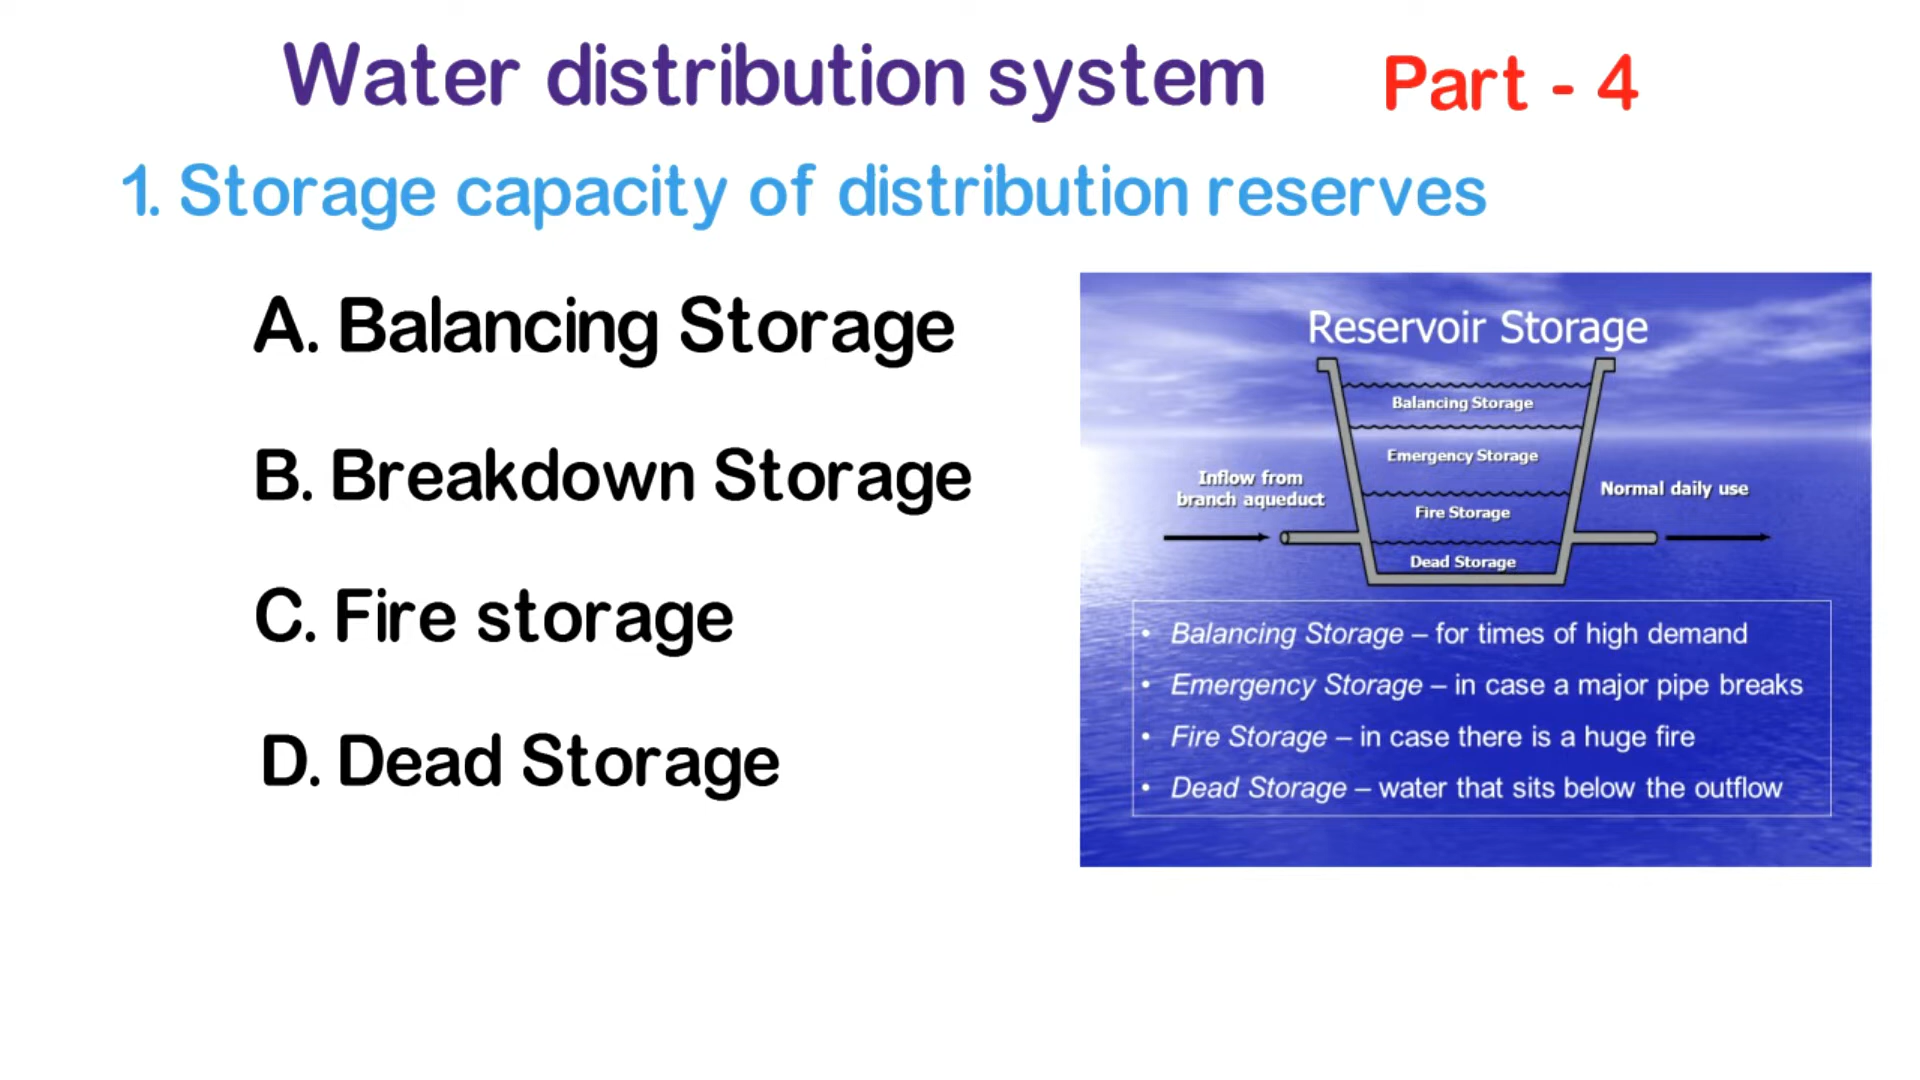 Water distribution system Part - 4
1. Storage capacity of distribution reserves
A. Balancing Storage
B. Breakdown Storage
C. Fire storage
D. Dead Storage
Reservoir Storage
Balancing Storage
Emergency Storage
Inflow from
branch aqueduct
Normal daily use
Fire Storage
Dead Storage
• Balancing Storage – for times of high demand
• Emergency Storage – in case a major pipe breaks
• Fire Storage – in case there is a huge fire
• Dead Storage – water that sits below the outflow